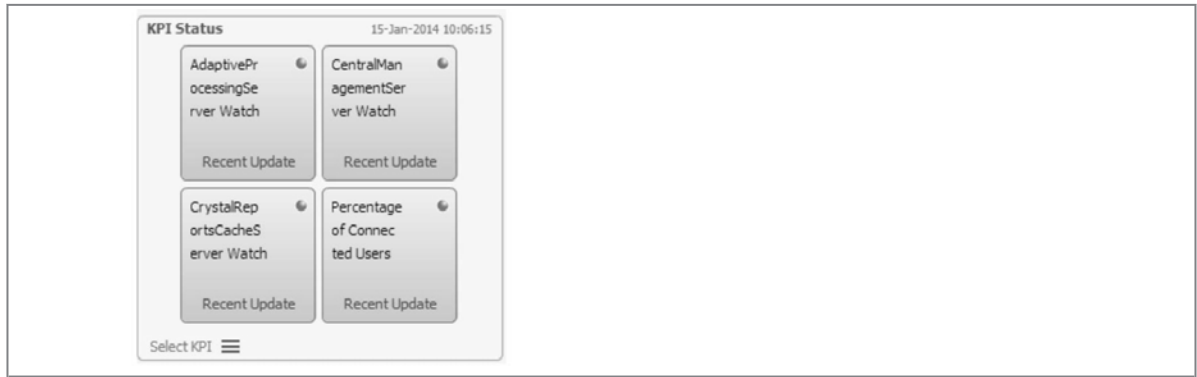 KPI Status 15-Jan-2014 10:06:15
AdaptivePr
ocessingSe
rver Watch
Recent Update
CentralMan
agementSer
ver Watch
Recent Update
CrystalRep
ortsCacheS
erver Watch
Recent Update
Percentage
of Connec
ted Users
Recent Update
Select KPI